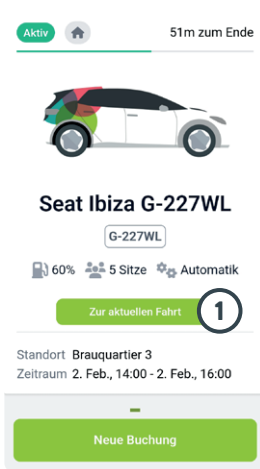 Aktiv 51m zum Ende
Seat Ibiza G-227WL
G-227WL
60% 5 Sitze Automatik
Zur aktuellen Fahrt 1
Standort Brauquartier 3
Zeitraum 2. Feb., 14:00 - 2. Feb., 16:00
Neue Buchung